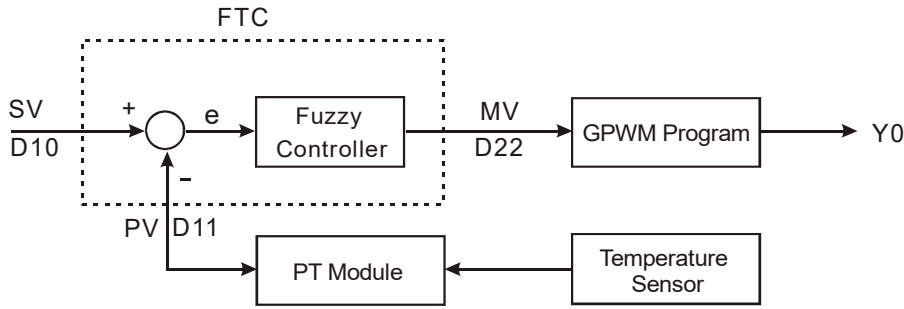 FTC
SV
D10
+
e
Fuzzy
Controller
MV
D22
GPWM Program
Y0
−
PV D11
PT Module
Temperature
Sensor